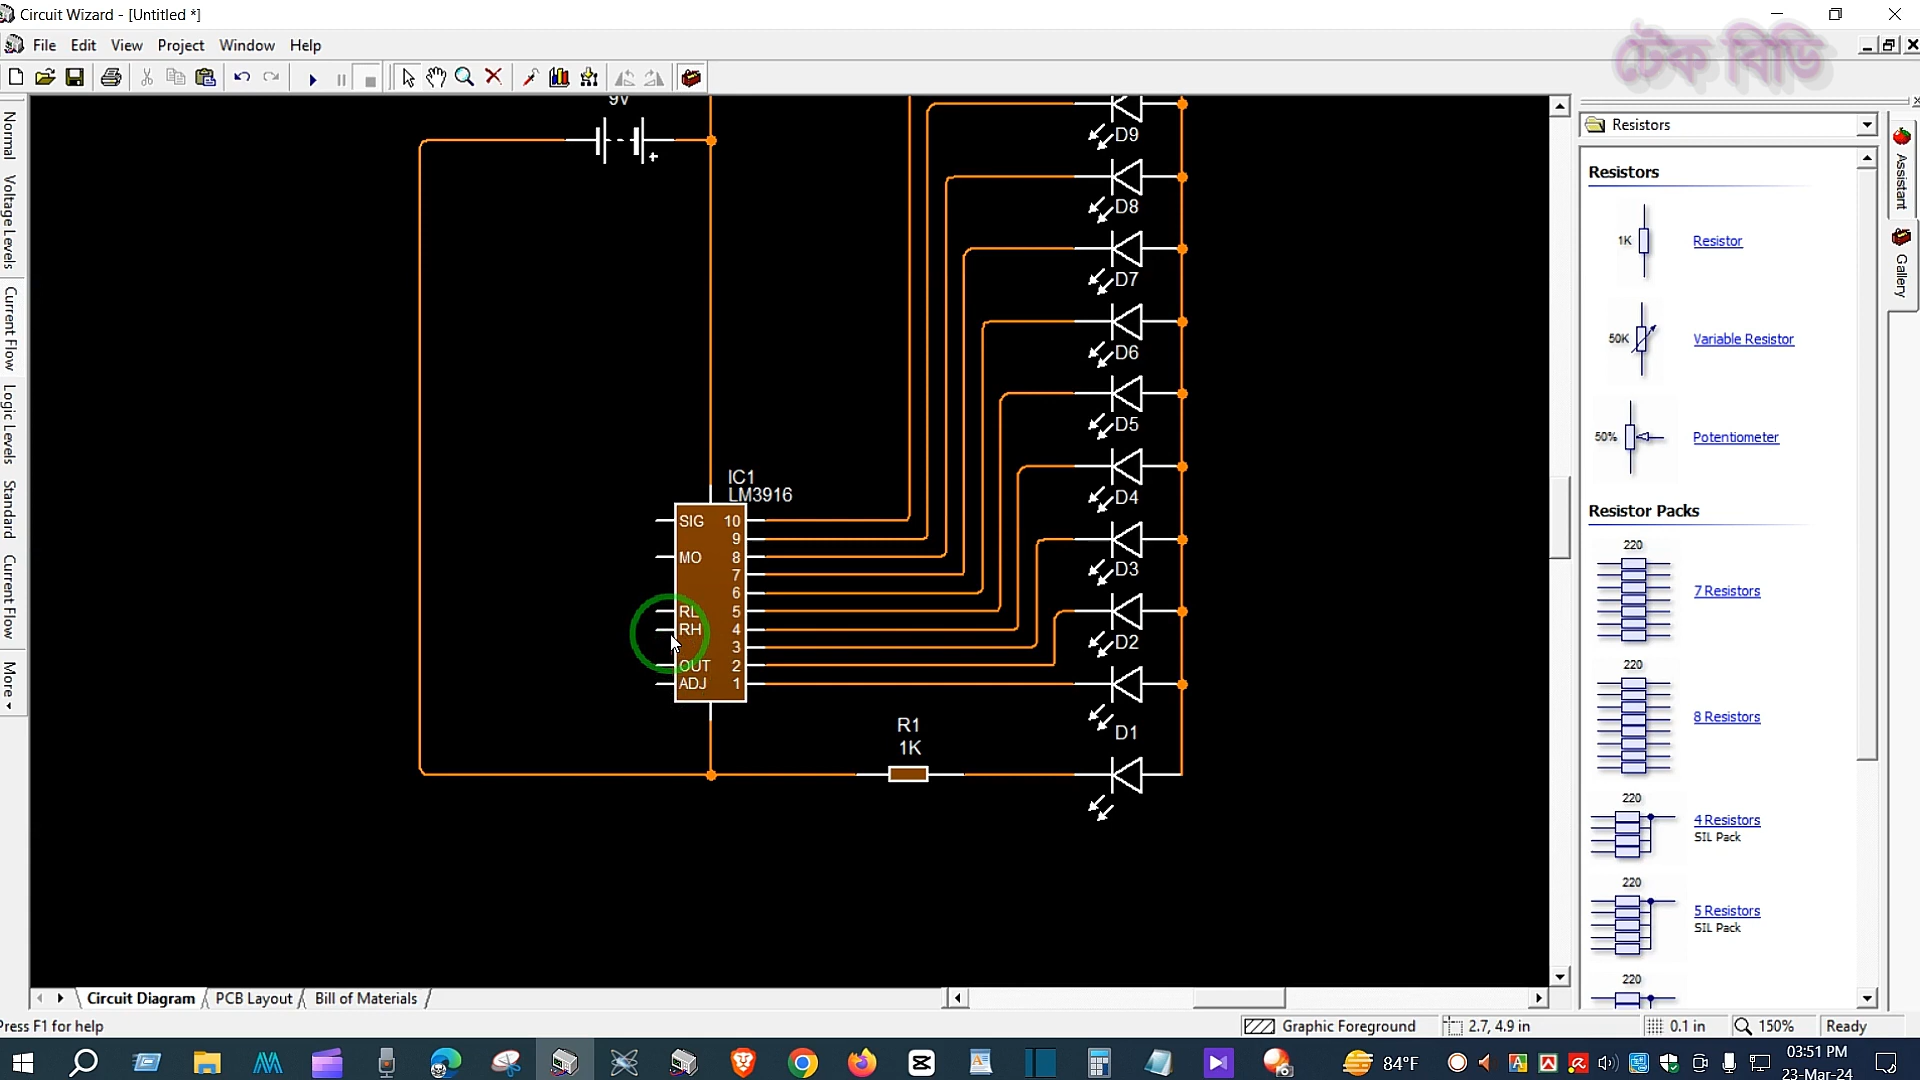 Circuit Wizard - [Untitled *]
টেক বিডি
File Edit View Project Window Help
Normal
Voltage Levels
Current Flow
Logic Levels
Standard
Current Flow
More
9V
D9
D8
D7
D6
D5
D4
D3
D2
D1
IC1
LM3916
SIG 10
9
MO 8
7
6
RL 5
RH 4
3
OUT 2
ADJ 1
R1
1K
Resistors
Resistors
1K Resistor
50K Variable Resistor
50% Potentiometer
Resistor Packs
220
7 Resistors
220
8 Resistors
220
4 Resistors
SIL Pack
220
5 Resistors
SIL Pack
220
Assistant
Gallery
Circuit Diagram PCB Layout Bill of Materials
Press F1 for help
Graphic Foreground 2.7, 4.9 in 0.1 in 150% Ready
84°F
03:51 PM
23-Mar-24